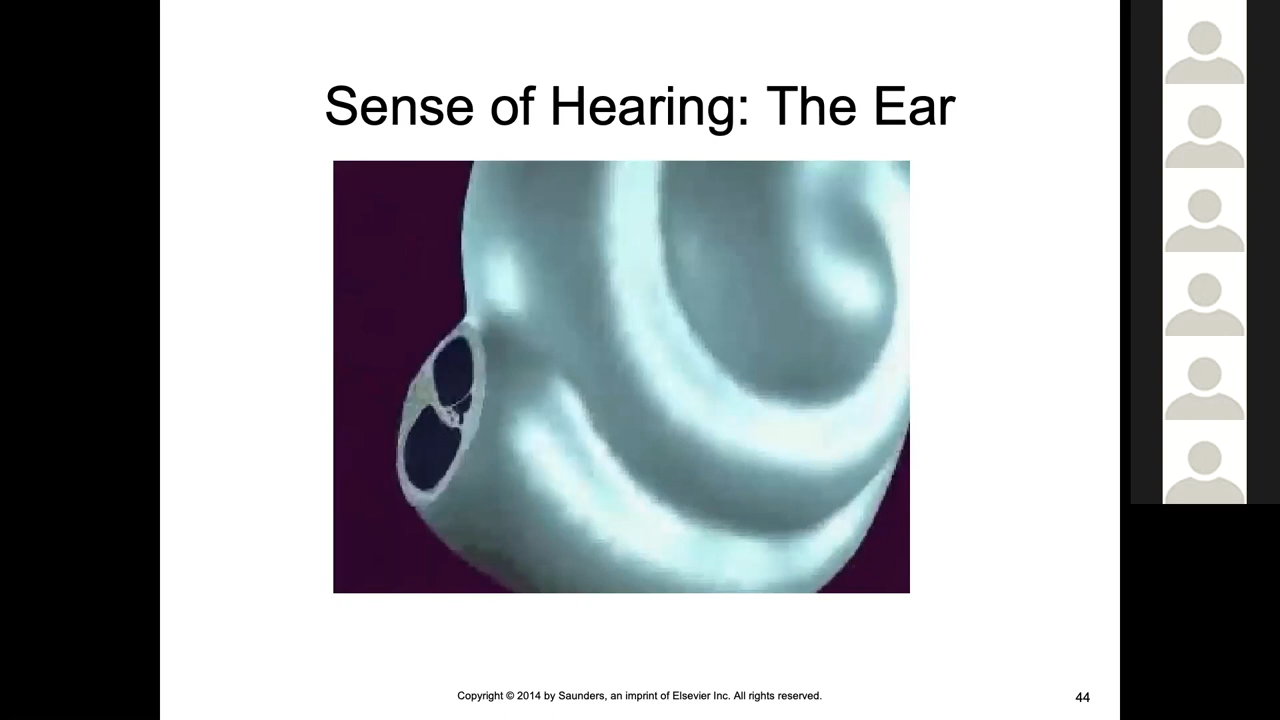 Sense of Hearing: The Ear
Copyright © 2014 by Saunders, an imprint of Elsevier Inc. All rights reserved.
44